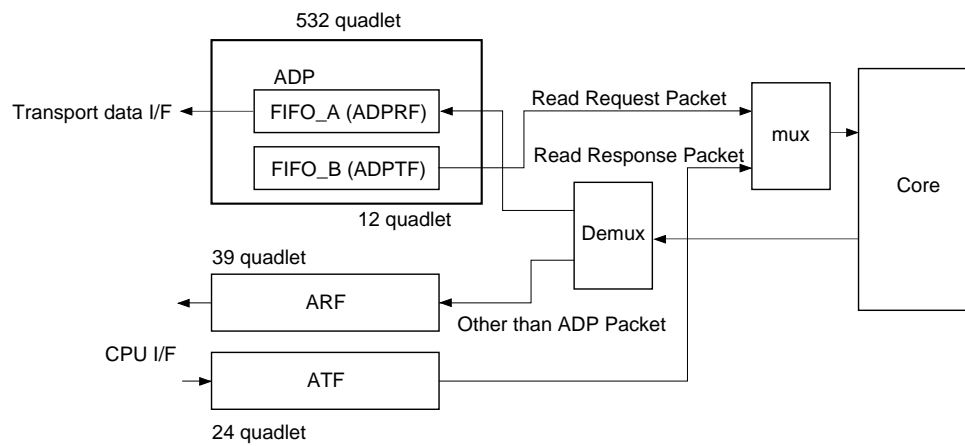 532 quadlet
ADP
Transport data I/F
FIFO_A (ADPRF)
Read Request Packet
mux
FIFO_B (ADPTF)
Read Response Packet
Core
12 quadlet
Demux
39 quadlet
ARF
Other than ADP Packet
CPU I/F
ATF
24 quadlet